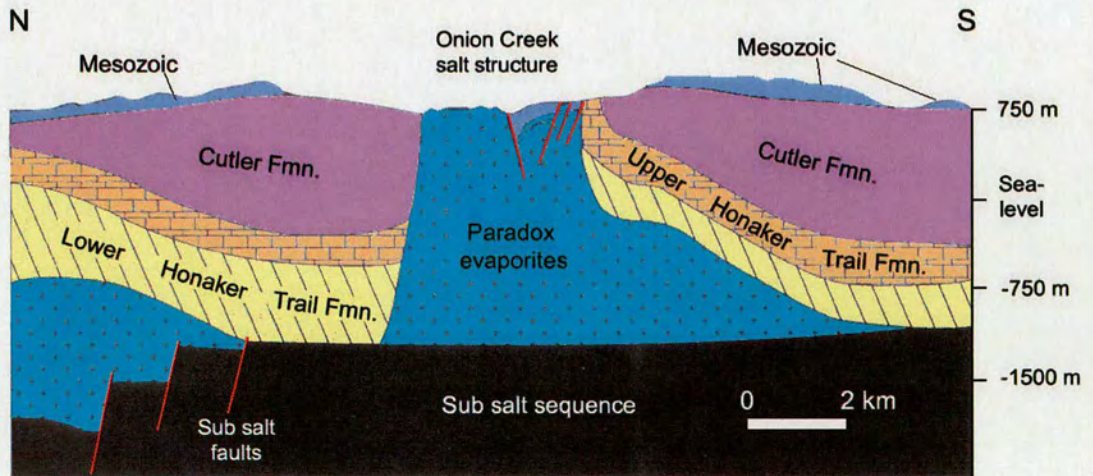 N
S
Onion Creek
salt structure
Mesozoic
Mesozoic
750 m
Cutler Fmn.
Cutler Fmn.
Upper
Honaker
Trail Fmn.
Sea-
level
Paradox
evaporites
Lower
Honaker
Trail Fmn.
-750 m
-1500 m
Sub salt sequence
0 2 km
Sub salt
faults